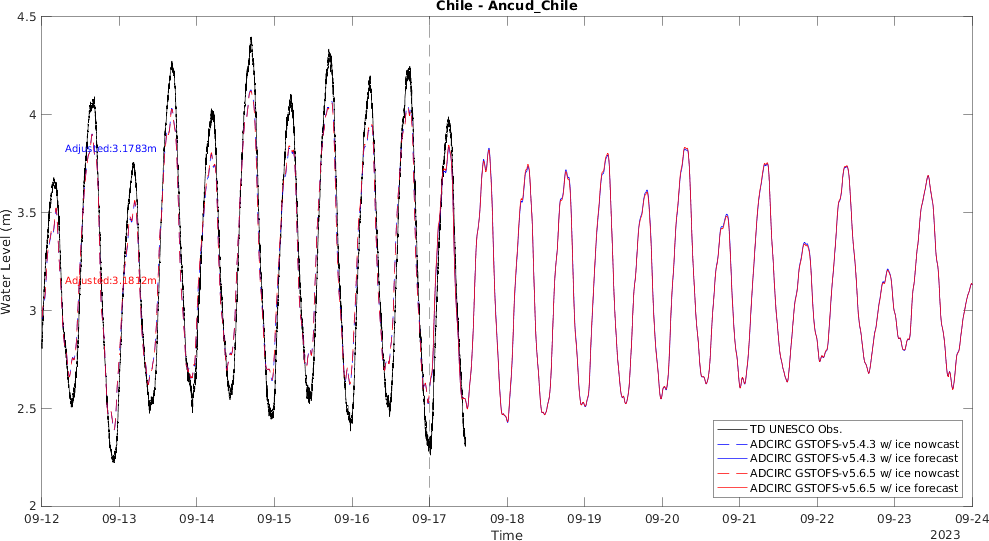 Chile - Ancud_Chile
4.5
4
3.5
3
2.5
2
Water Level (m)
Adjusted:3.1783m
Adjusted:3.1812m
TD UNESCO Obs.
ADCIRC GSTOFS-v5.4.3 w/ ice nowcast
ADCIRC GSTOFS-v5.4.3 w/ ice forecast
ADCIRC GSTOFS-v5.6.5 w/ ice nowcast
ADCIRC GSTOFS-v5.6.5 w/ ice forecast
09-12 09-13 09-14 09-15 09-16 09-17 09-18 09-19 09-20 09-21 09-22 09-23 09-24
Time
2023